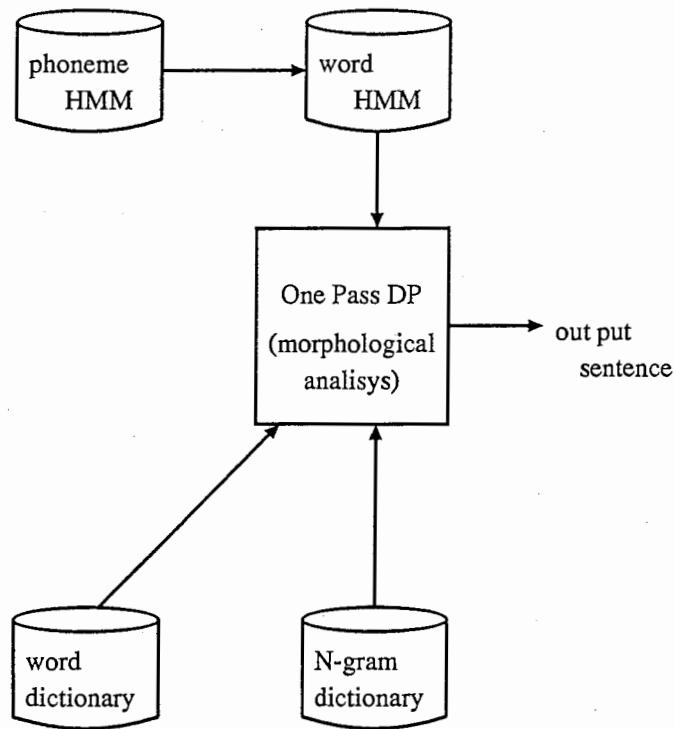 phoneme
HMM
word
HMM
One Pass DP
(morphological
analisys)
out put
sentence
word
dictionary
N-gram
dictionary